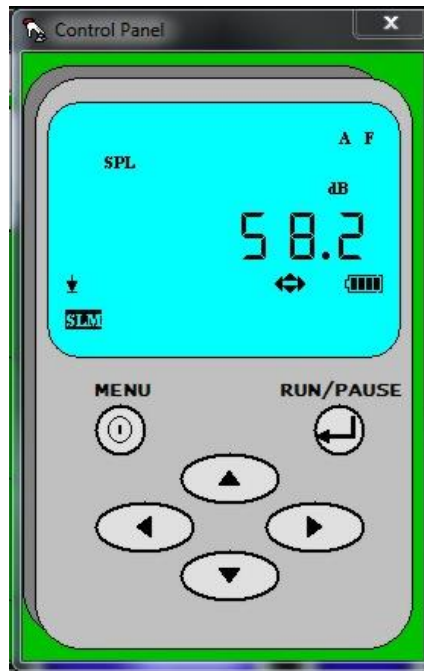 Control Panel
A F
SPL
dB
58.2
SLM
MENU RUN/PAUSE